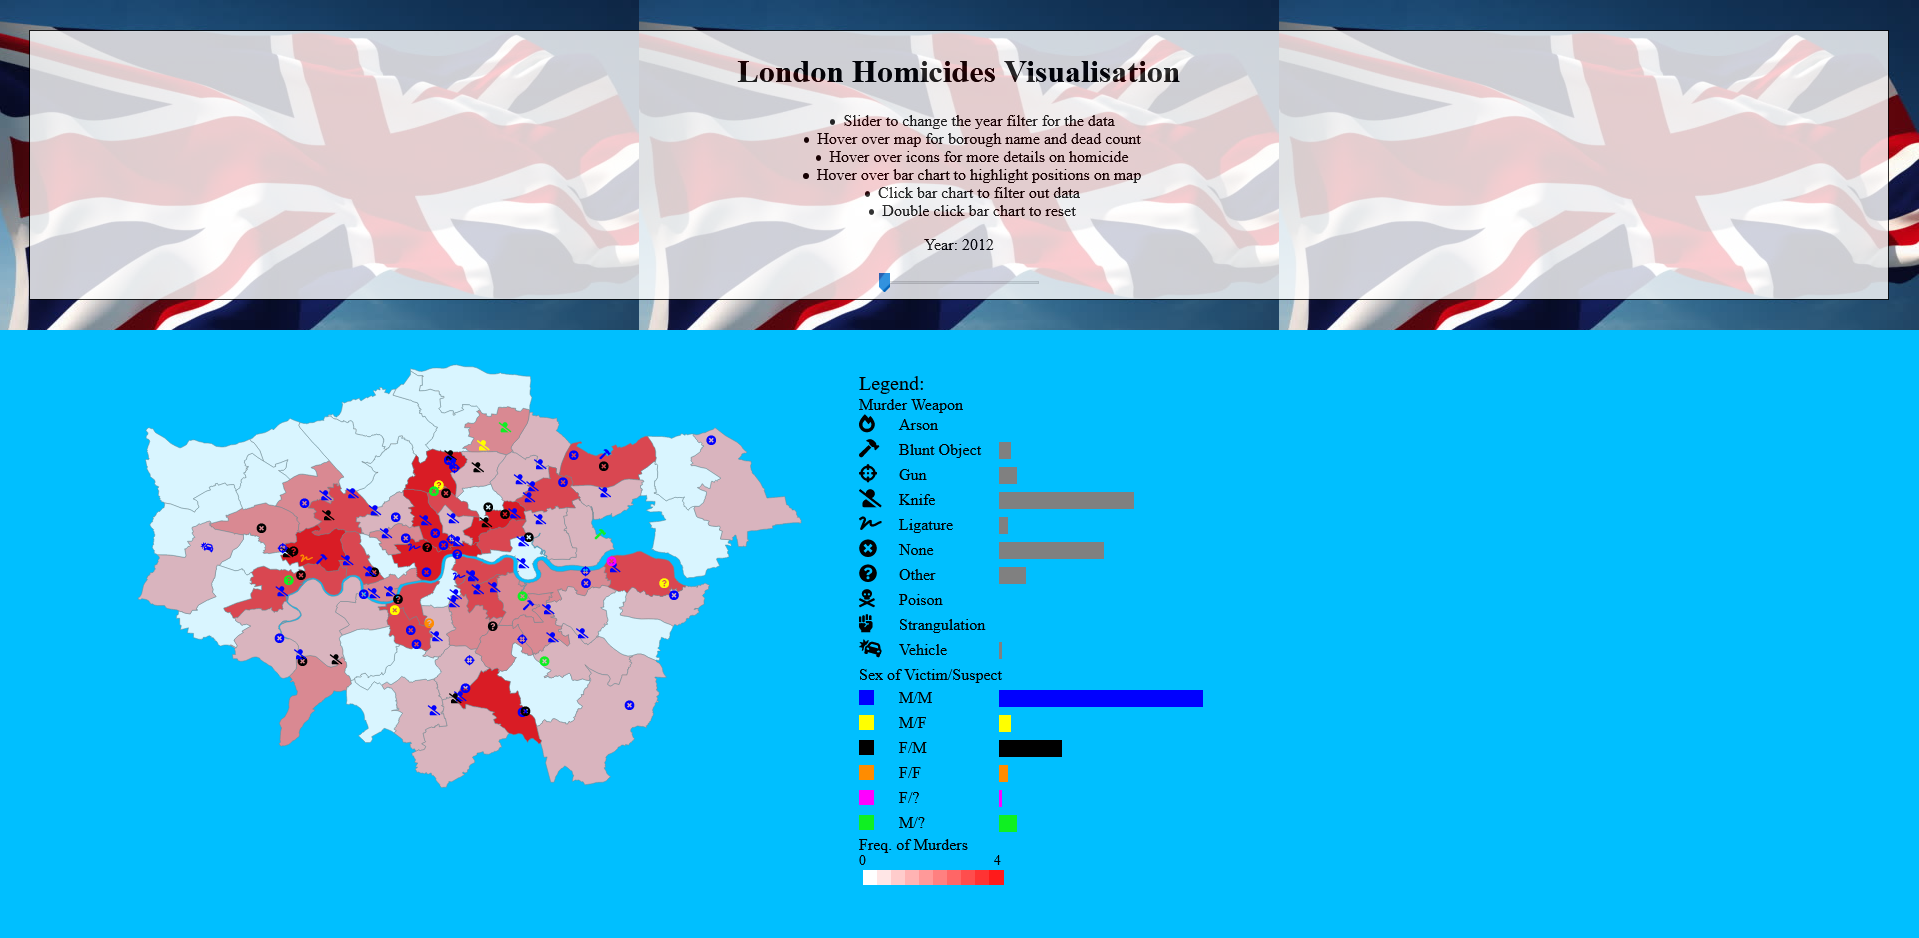 London Homicides Visualisation
• Slider to change the year filter for the data
• Hover over map for borough name and dead count
• Hover over icons for more details on homicide
• Hover over bar chart to highlight positions on map
• Click bar chart to filter out data
• Double click bar chart to reset
Year: 2012
Legend:
Murder Weapon
Arson
Blunt Object
Gun
Knife
Ligature
None
Other
Poison
Strangulation
Vehicle
Sex of Victim/Suspect
M/M
M/F
F/M
F/F
F/?
M/?
Freq. of Murders
0 4